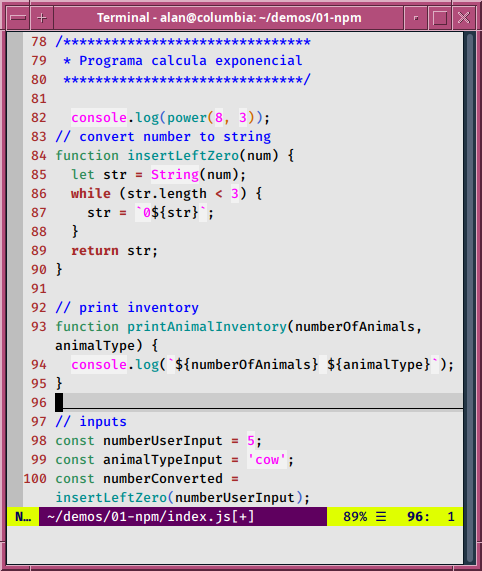 Terminal - alan@columbia: ~/demos/01-npm
78 /*******************************
79  * Programa calcula exponencial
80  ******************************/
81
82   console.log(power(8, 3));
83 // convert number to string
84 function insertLeftZero(num) {
85   let str = String(num);
86   while (str.length < 3) {
87     str = `0${str}`;
88   }
89   return str;
90 }
91
92 // print inventory
93 function printAnimalInventory(numberOfAnimals,
animalType) {
94   console.log(`${numberOfAnimals} ${animalType}`);
95 }
96
97 // inputs
98 const numberUserInput = 5;
99 const animalTypeInput = 'cow';
100 const numberConverted =
insertLeftZero(numberUserInput);
N… ~/demos/01-npm/index.js[+] 89% ☰ 96: 1